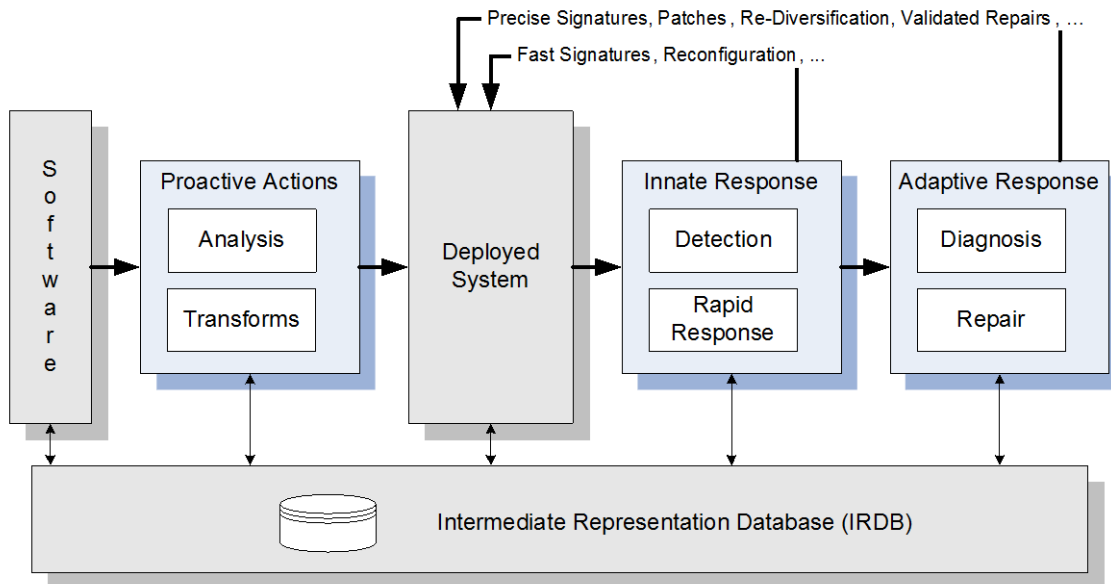 Precise Signatures, Patches, Re-Diversification, Validated Repairs, ...
Fast Signatures, Reconfiguration, ...
Software
Proactive Actions
Analysis
Transforms
Deployed
System
Innate Response
Detection
Rapid
Response
Adaptive Response
Diagnosis
Repair
Intermediate Representation Database (IRDB)